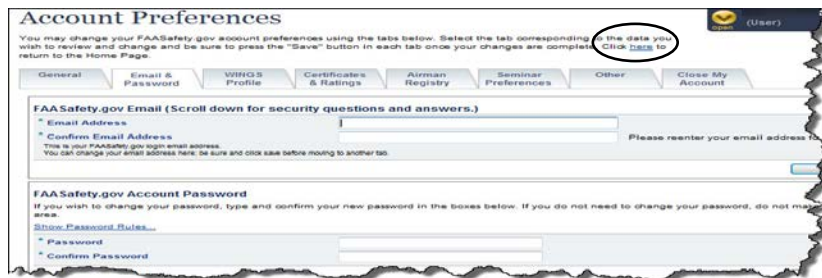 Account Preferences
open
(User)
You may change your FAASafety.gov account preferences using the tabs below. Select the tab corresponding to the data you
wish to review and change and be sure to press the "Save" button in each tab once your changes are complete. Click here to
return to the Home Page.
General
Email &
Password
WINGS
Profile
Certificates
& Ratings
Airman
Registry
Seminar
Preferences
Other
Close My
Account
FAASafety.gov Email (Scroll down for security questions and answers.)
* Email Address
* Confirm Email Address
Please reenter your email address
This is your FAASafety.gov login email address.
You can change your email address here; be sure and click save before moving to another tab.
FAASafety.gov Account Password
If you wish to change your password, type and confirm your new password in the boxes below. If you do not need to change your password, do not
area.
Show Password Rules...
* Password
* Confirm Password